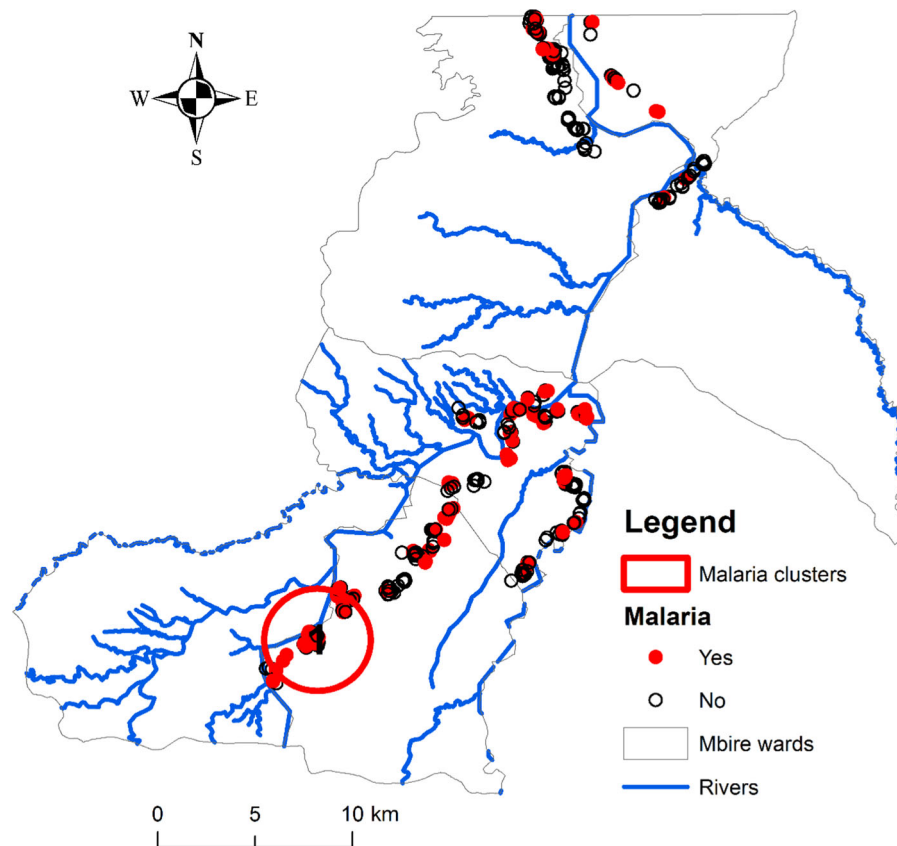 N
W E
S
Legend
Malaria clusters
Malaria
Yes
No
Mbire wards
Rivers
0 5 10 km